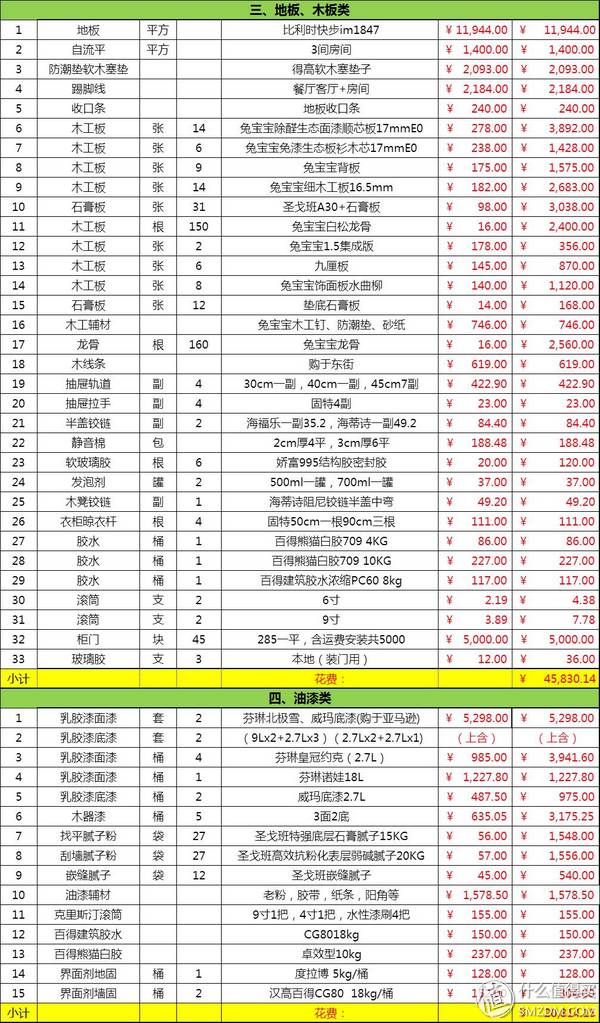 三、地板、木板类
1 地板 平方 比利时快步im1847 ¥ 11,944.00 ¥ 11,944.00
2 自流平 平方 3间房间 ¥ 1,400.00 ¥ 1,400.00
3 防潮垫软木塞垫 得高软木塞垫子 ¥ 2,093.00 ¥ 2,093.00
4 踢脚线 餐厅客厅+房间 ¥ 2,184.00 ¥ 2,184.00
5 收口条 地板收口条 ¥ 240.00 ¥ 240.00
6 木工板 张 14 兔宝宝除醛生态面漆顺芯板17mmE0 ¥ 278.00 ¥ 3,892.00
7 木工板 张 6 兔宝宝免漆生态板衫木芯17mmE0 ¥ 238.00 ¥ 1,428.00
8 木工板 张 9 兔宝宝背板 ¥ 175.00 ¥ 1,575.00
9 木工板 张 14 兔宝宝细木工板16.5mm ¥ 182.00 ¥ 2,683.00
10 石膏板 张 31 圣戈班A30+石膏板 ¥ 98.00 ¥ 3,038.00
11 木工板 根 150 兔宝宝白松龙骨 ¥ 16.00 ¥ 2,400.00
12 木工板 张 2 兔宝宝1.5集成版 ¥ 178.00 ¥ 356.00
13 木工板 张 6 九厘板 ¥ 145.00 ¥ 870.00
14 木工板 张 8 兔宝宝饰面板水曲柳 ¥ 140.00 ¥ 1,120.00
15 石膏板 张 12 垫底石膏板 ¥ 14.00 ¥ 168.00
16 木工辅材 兔宝宝木工钉、防潮垫、砂纸 ¥ 746.00 ¥ 746.00
17 龙骨 根 160 兔宝宝龙骨 ¥ 16.00 ¥ 2,560.00
18 木线条 购于东街 ¥ 619.00 ¥ 619.00
19 抽屉轨道 副 4 30cm一副，40cm一副，45cm7副 ¥ 422.90 ¥ 422.90
20 抽屉拉手 副 4 固特4副 ¥ 23.00 ¥ 23.00
21 半盖铰链 副 2 海福乐一副35.2，海蒂诗一副49.2 ¥ 84.40 ¥ 84.40
22 静音棉 包 2cm厚4平，3cm厚6平 ¥ 188.48 ¥ 188.48
23 软玻璃胶 根 6 娇富995结构胶密封胶 ¥ 20.00 ¥ 120.00
24 发泡剂 罐 2 500ml一罐，700ml一罐 ¥ 37.00 ¥ 37.00
25 木凳铰链 副 1 海蒂诗阻尼铰链半盖中弯 ¥ 49.20 ¥ 49.20
26 衣柜晾衣杆 根 4 固特50cm一根90cm三根 ¥ 111.00 ¥ 111.00
27 胶水 桶 1 百得熊猫白胶709 4KG ¥ 86.00 ¥ 86.00
28 胶水 桶 1 百得熊猫白胶709 10KG ¥ 227.00 ¥ 227.00
29 胶水 桶 1 百得建筑胶水浓缩PC60 8kg ¥ 117.00 ¥ 117.00
30 滚筒 支 2 6寸 ¥ 2.19 ¥ 4.38
31 滚筒 支 2 9寸 ¥ 3.89 ¥ 7.78
32 柜门 块 45 285一平，含运费安装共5000 ¥ 5,000.00 ¥ 5,000.00
33 玻璃胶 支 3 本地（装门用） ¥ 12.00 ¥ 36.00
小计 花费： ¥ 45,830.14
四、油漆类
1 乳胶漆面漆 套 2 芬琳北极雪、威玛底漆(购于亚马逊) ¥ 5,298.00 ¥ 5,298.00
2 乳胶漆底漆 套 2 （9Lx2+2.7Lx3）（2.7Lx2+2.7Lx1) （上含） （上含）
3 乳胶漆面漆 桶 4 芬琳皇冠约克（2.7L） ¥ 985.00 ¥ 3,941.60
4 乳胶漆面漆 桶 1 芬琳诺娃18L ¥ 1,227.80 ¥ 1,227.80
5 乳胶漆底漆 桶 2 威玛底漆2.7L ¥ 487.50 ¥ 975.00
6 木器漆 桶 5 3面2底 ¥ 635.05 ¥ 3,175.25
7 找平腻子粉 袋 27 圣戈班特强底层石膏腻子15KG ¥ 56.00 ¥ 1,548.00
8 刮墙腻子粉 袋 27 圣戈班高效抗粉化表层弱碱腻子20KG ¥ 57.00 ¥ 1,556.00
9 嵌缝腻子 袋 12 圣戈班嵌缝腻子 ¥ 45.00 ¥ 540.00
10 油漆辅材 老粉，胶带，纸条，阳角等 ¥ 1,578.50 ¥ 1,578.50
11 克里斯汀滚筒 9寸1把，4寸1把，水性漆刷4把 ¥ 155.00 ¥ 155.00
12 百得建筑胶水 CG8018kg ¥ 150.00 ¥ 150.00
13 百得熊猫白胶 卓效型10kg ¥ 237.00 ¥ 237.00
14 界面剂地固 桶 1 度拉博 5kg/桶 ¥ 128.00 ¥ 128.00
15 界面剂墙固 桶 2 汉高百得CG80 18kg/桶 ¥
小计 花费： ¥
值 什么值得买
SMZDM.COM